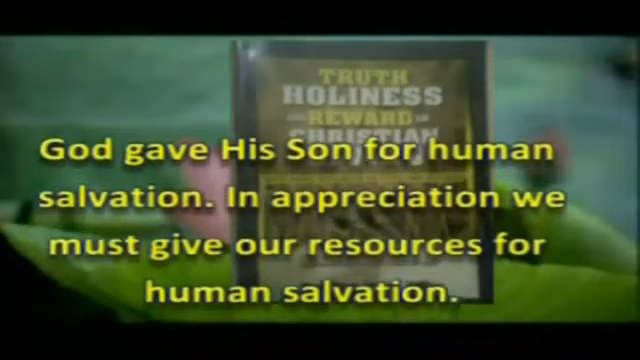 TRUTH
HOLINESS
REWARD
CHRISTIAN
God gave His Son for human
salvation. In appreciation we
must give our resources for
human salvation.